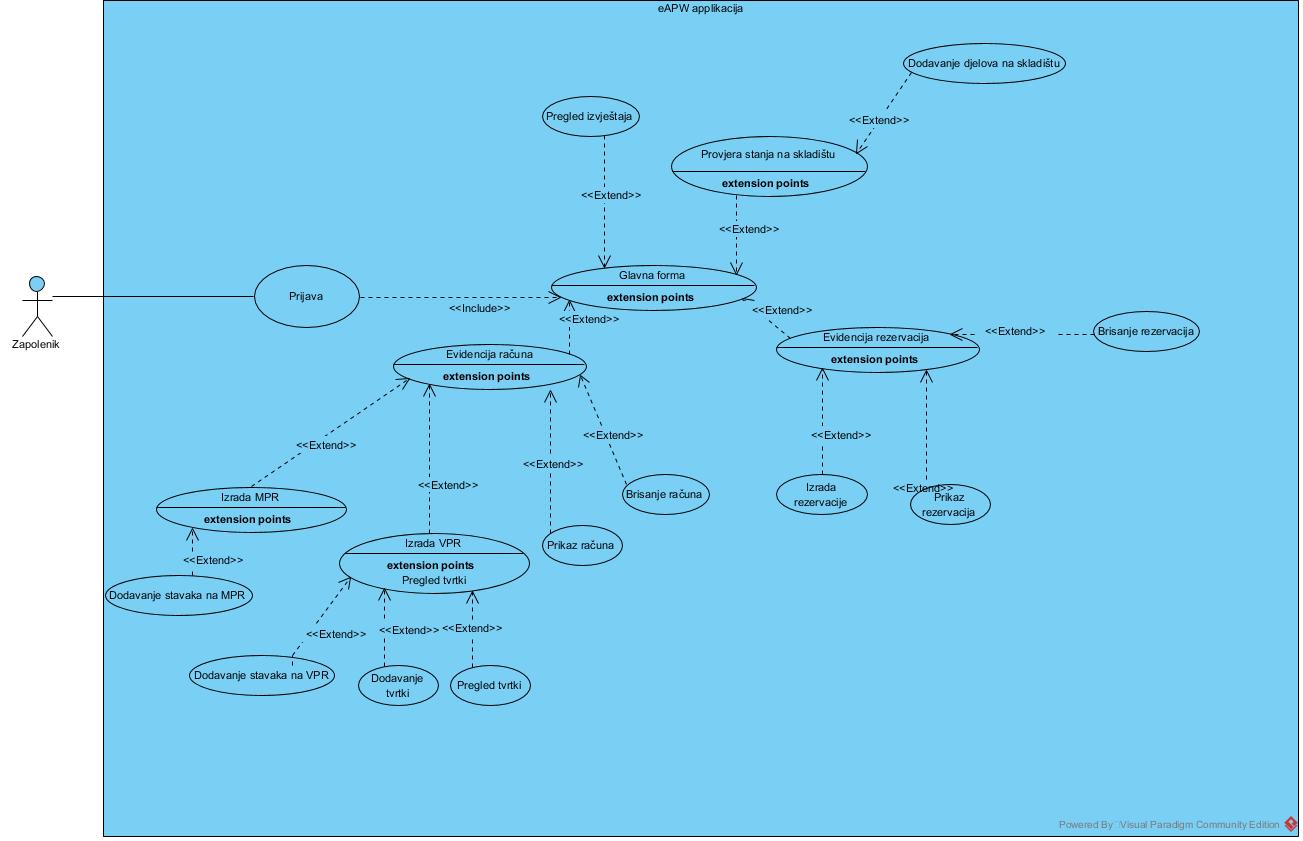 eAPW applikacija
Dodavanje djelova na skladištu
Pregled izvještaja
<<Extend>>
Provjera stanja na skladištu
extension points
<<Extend>>
<<Extend>>
Glavna forma
extension points
Prijava
<<Include>>
<<Extend>>
<<Extend>>
Zapolenik
Evidencija rezervacija
extension points
<<Extend>>
Brisanje rezervacija
Evidencija računa
extension points
<<Extend>>
<<Extend>>
<<Extend>>
<<Extend>>
<<Extend>>
<<Extend>>
<<Extend>>
Izrada MPR
extension points
Brisanje računa
Izrada
rezervacije
Prikaz
rezervacija
Izrada VPR
extension points
Pregled tvrtki
Prikaz računa
<<Extend>>
Dodavanje stavaka na MPR
<<Extend>>
<<Extend>>
<<Extend>>
Dodavanje stavaka na VPR
Dodavanje
tvrtki
Pregled tvrtki
Powered By Visual Paradigm Community Edition